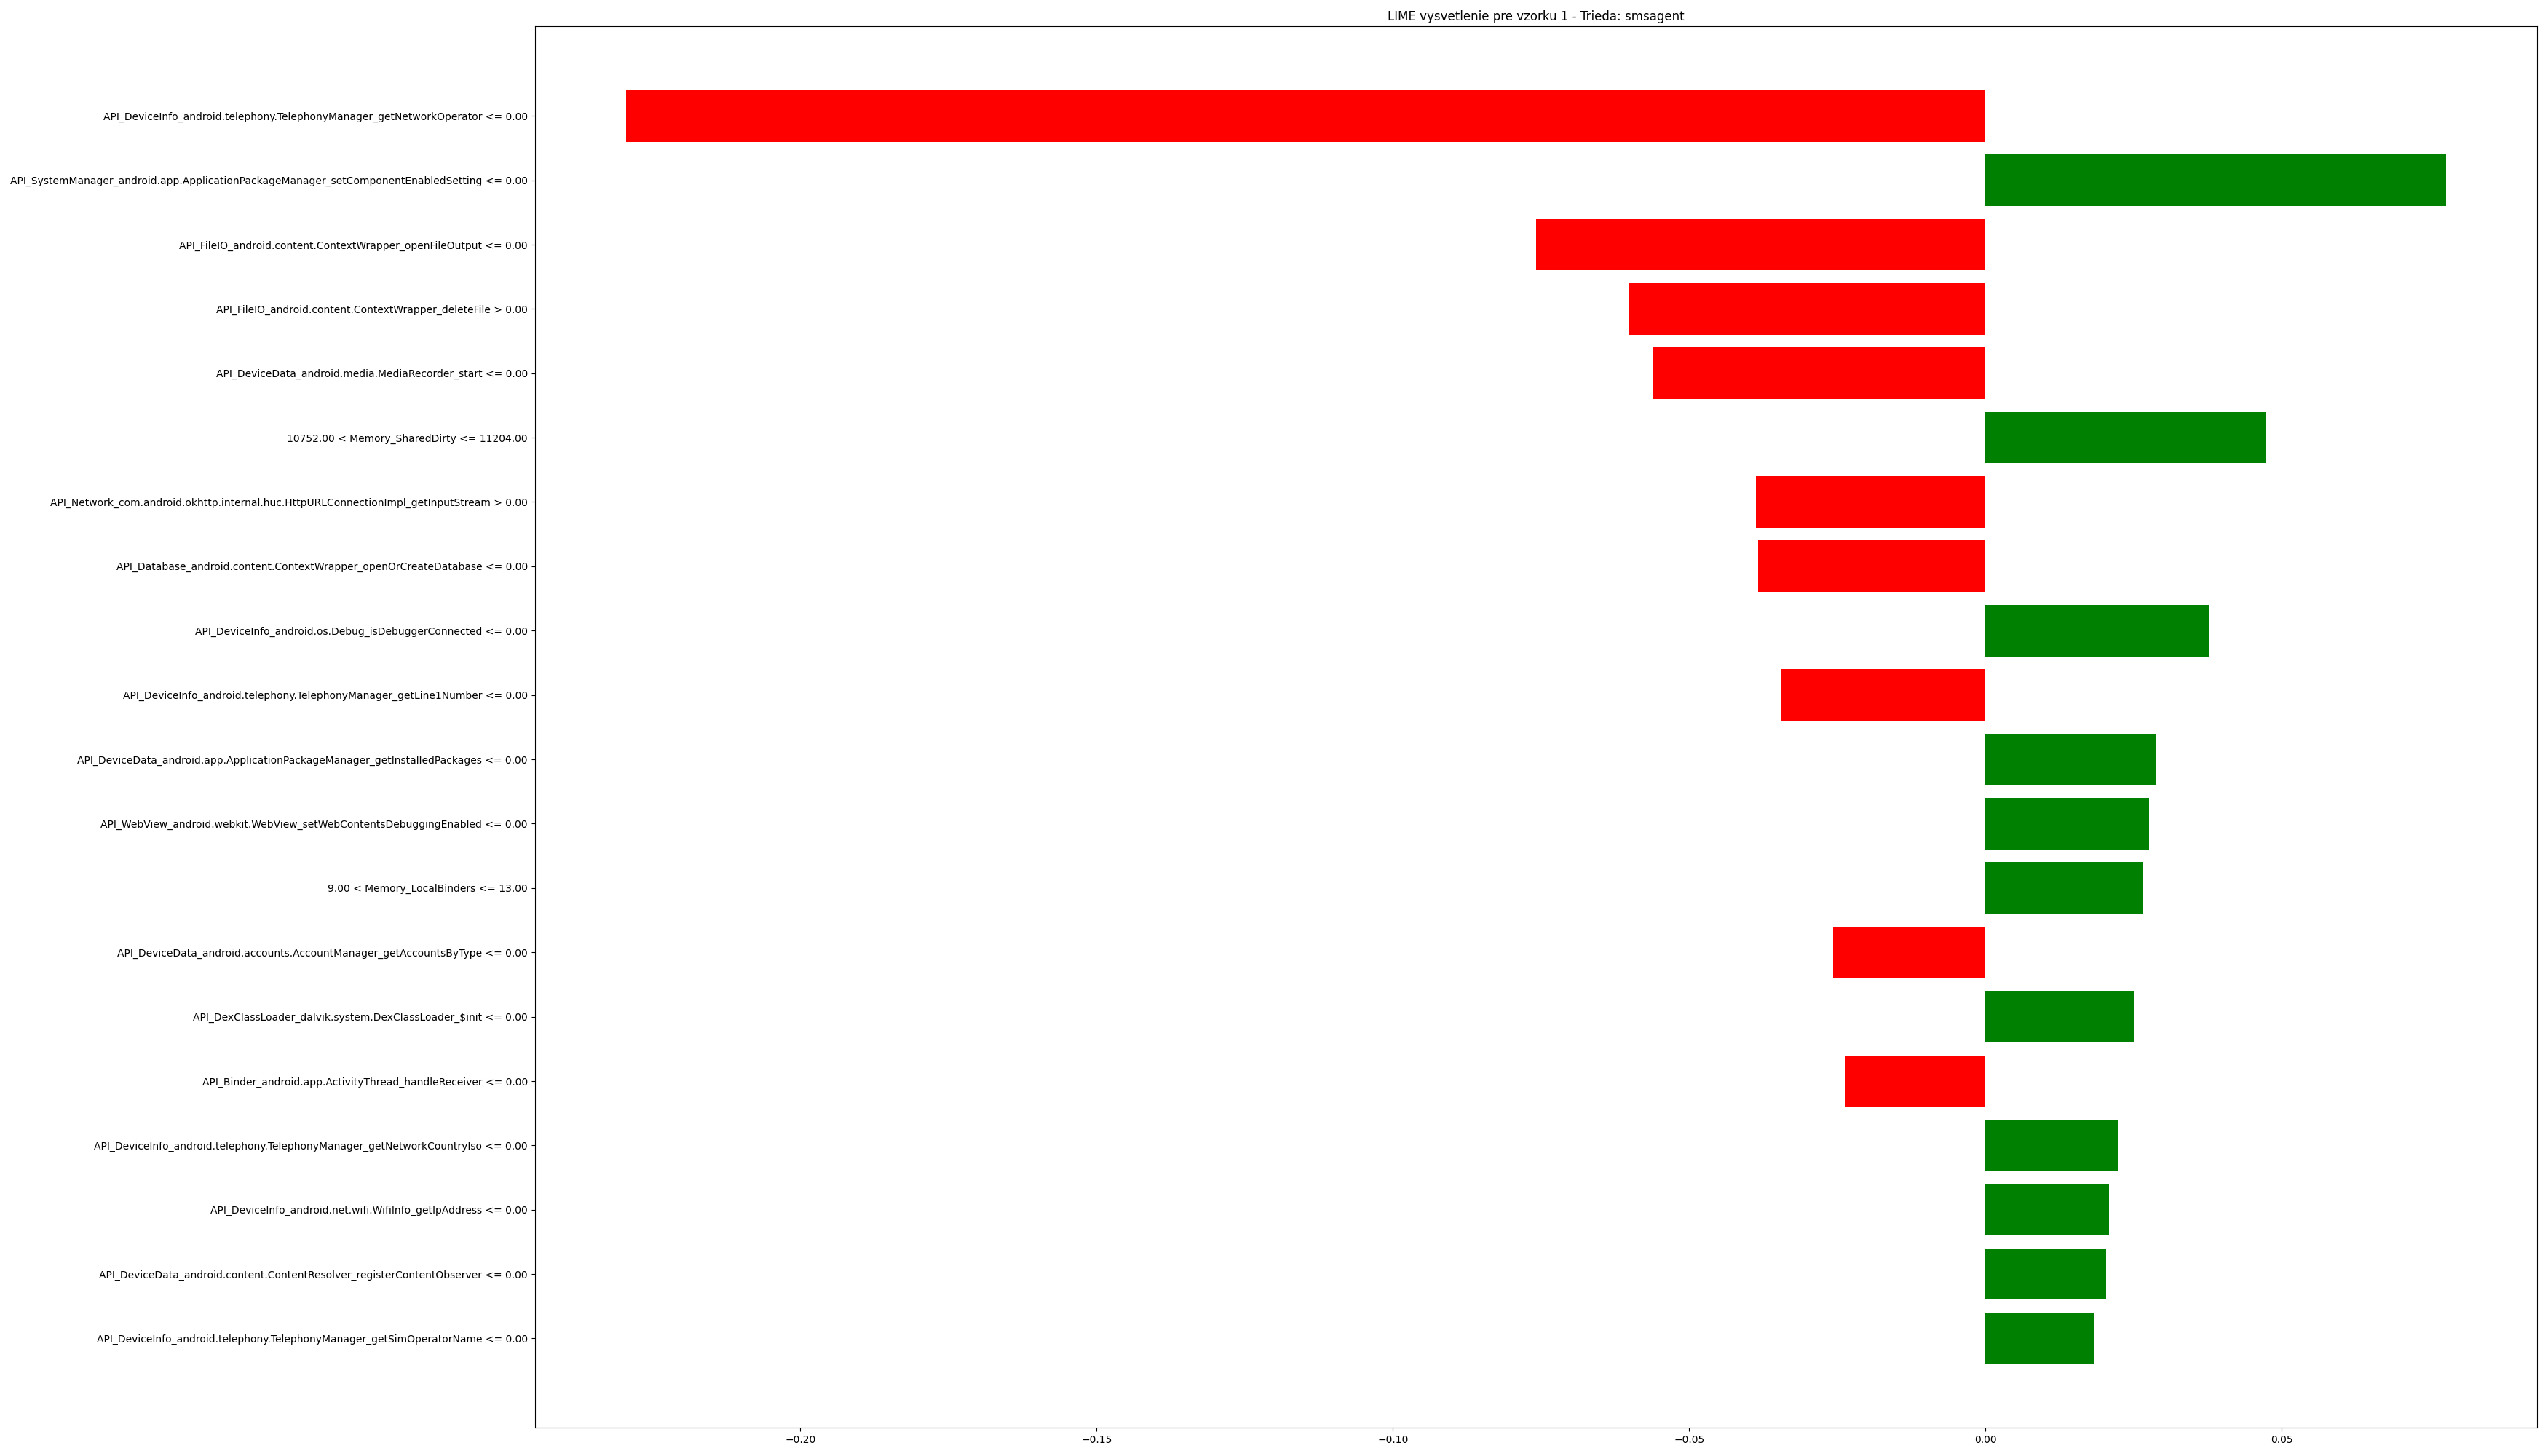 LIME vysvetlenie pre vzorku 1 - Trieda: smsagent
API_DeviceInfo_android.telephony.TelephonyManager_getNetworkOperator <= 0.00
API_SystemManager_android.app.ApplicationPackageManager_setComponentEnabledSetting <= 0.00
API_FileIO_android.content.ContextWrapper_openFileOutput <= 0.00
API_FileIO_android.content.ContextWrapper_deleteFile > 0.00
API_DeviceData_android.media.MediaRecorder_start <= 0.00
10752.00 < Memory_SharedDirty <= 11204.00
API_Network_com.android.okhttp.internal.huc.HttpURLConnectionImpl_getInputStream > 0.00
API_Database_android.content.ContextWrapper_openOrCreateDatabase <= 0.00
API_DeviceInfo_android.os.Debug_isDebuggerConnected <= 0.00
API_DeviceInfo_android.telephony.TelephonyManager_getLine1Number <= 0.00
API_DeviceData_android.app.ApplicationPackageManager_getInstalledPackages <= 0.00
API_WebView_android.webkit.WebView_setWebContentsDebuggingEnabled <= 0.00
9.00 < Memory_LocalBinders <= 13.00
API_DeviceData_android.accounts.AccountManager_getAccountsByType <= 0.00
API_DexClassLoader_dalvik.system.DexClassLoader_$init <= 0.00
API_Binder_android.app.ActivityThread_handleReceiver <= 0.00
API_DeviceInfo_android.telephony.TelephonyManager_getNetworkCountryIso <= 0.00
API_DeviceInfo_android.net.wifi.WifiInfo_getIpAddress <= 0.00
API_DeviceData_android.content.ContentResolver_registerContentObserver <= 0.00
API_DeviceInfo_android.telephony.TelephonyManager_getSimOperatorName <= 0.00
−0.20 −0.15 −0.10 −0.05 0.00 0.05